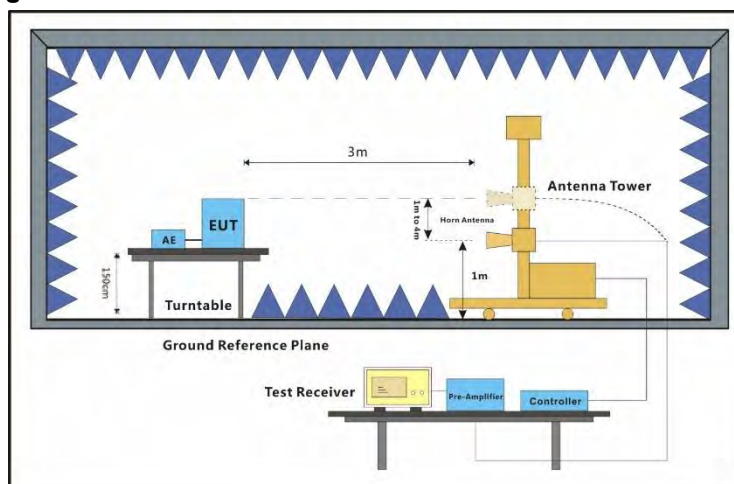 3m
Antenna Tower
1m to 4m
Horn Antenna
EUT
AE
150cm
1m
Turntable
Ground Reference Plane
Test Receiver
Pre-Amplifier
Controller